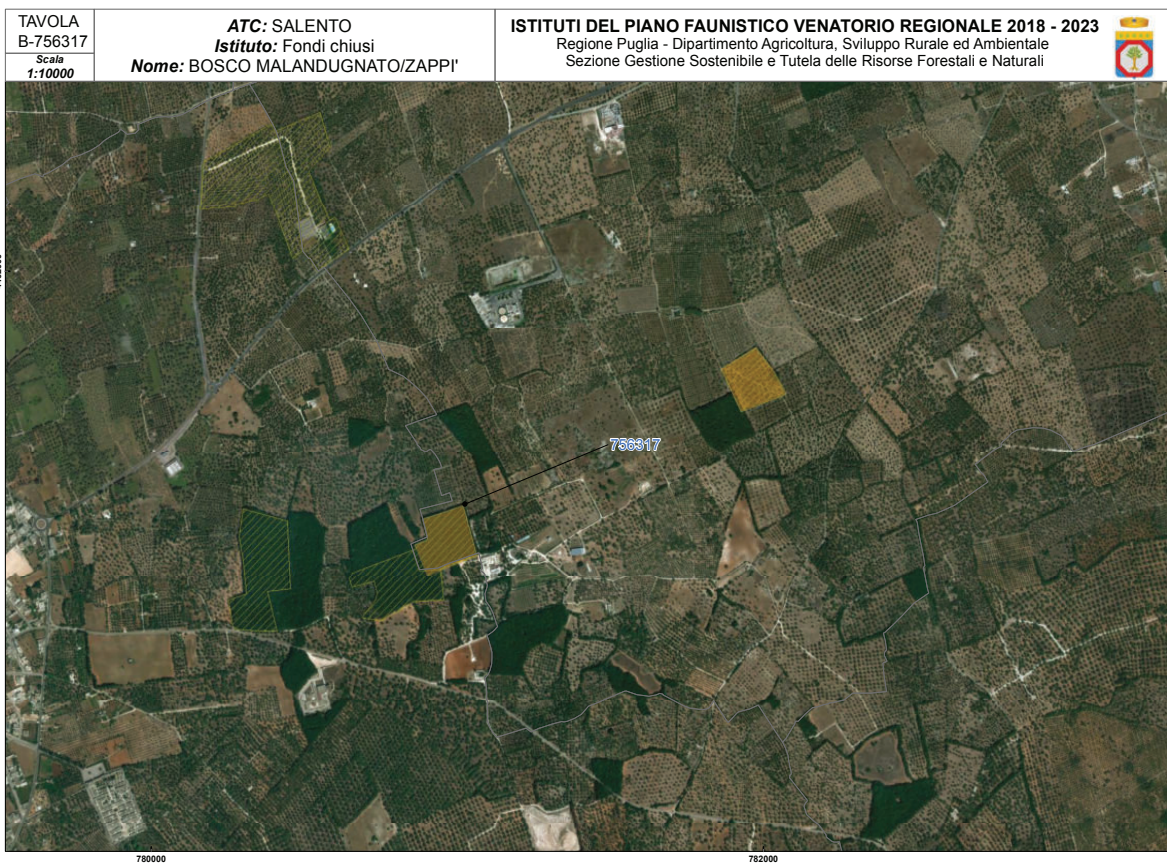 TAVOLA
B-756317
Scala
1:10000
ATC: SALENTO
Istituto: Fondi chiusi
Nome: BOSCO MALANDUGNATO/ZAPPI'
ISTITUTI DEL PIANO FAUNISTICO VENATORIO REGIONALE 2018 - 2023
Regione Puglia - Dipartimento Agricoltura, Sviluppo Rurale ed Ambientale
Sezione Gestione Sostenibile e Tutela delle Risorse Forestali e Naturali
756317
780000
782000